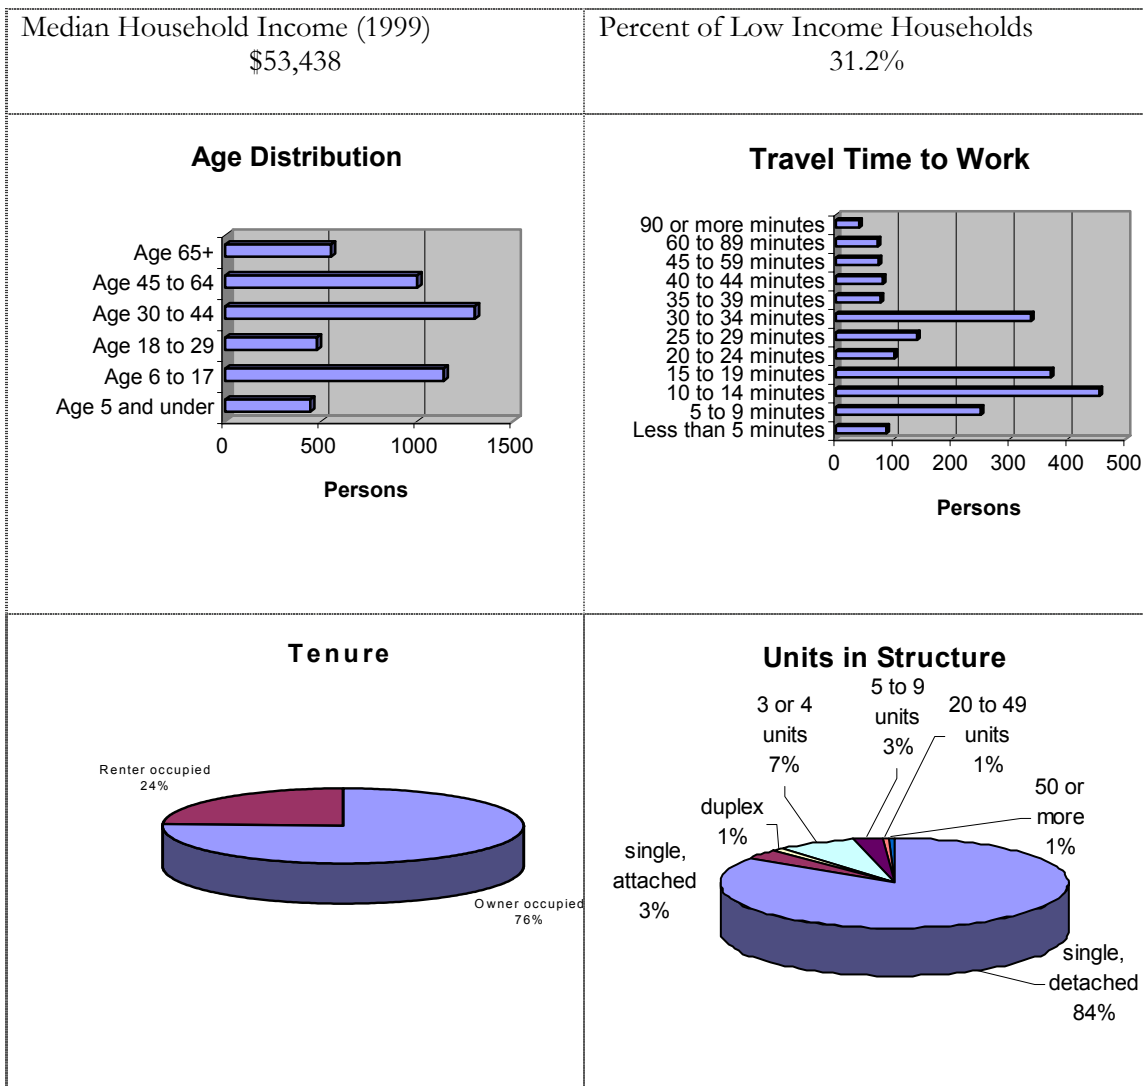 Median Household Income (1999)
$53,438
Percent of Low Income Households
31.2%
Age Distribution
Age 65+
Age 45 to 64
Age 30 to 44
Age 18 to 29
Age 6 to 17
Age 5 and under
0 500 1000 1500
Persons
Travel Time to Work
90 or more minutes
60 to 89 minutes
45 to 59 minutes
40 to 44 minutes
35 to 39 minutes
30 to 34 minutes
25 to 29 minutes
20 to 24 minutes
15 to 19 minutes
10 to 14 minutes
5 to 9 minutes
Less than 5 minutes
0 100 200 300 400 500
Persons
Tenure
Renter occupied
24%
Owner occupied
76%
Units in Structure
single,
attached
3%
duplex
1%
3 or 4
units
7%
5 to 9
units
3%
20 to 49
units
1%
50 or
more
1%
single,
detached
84%